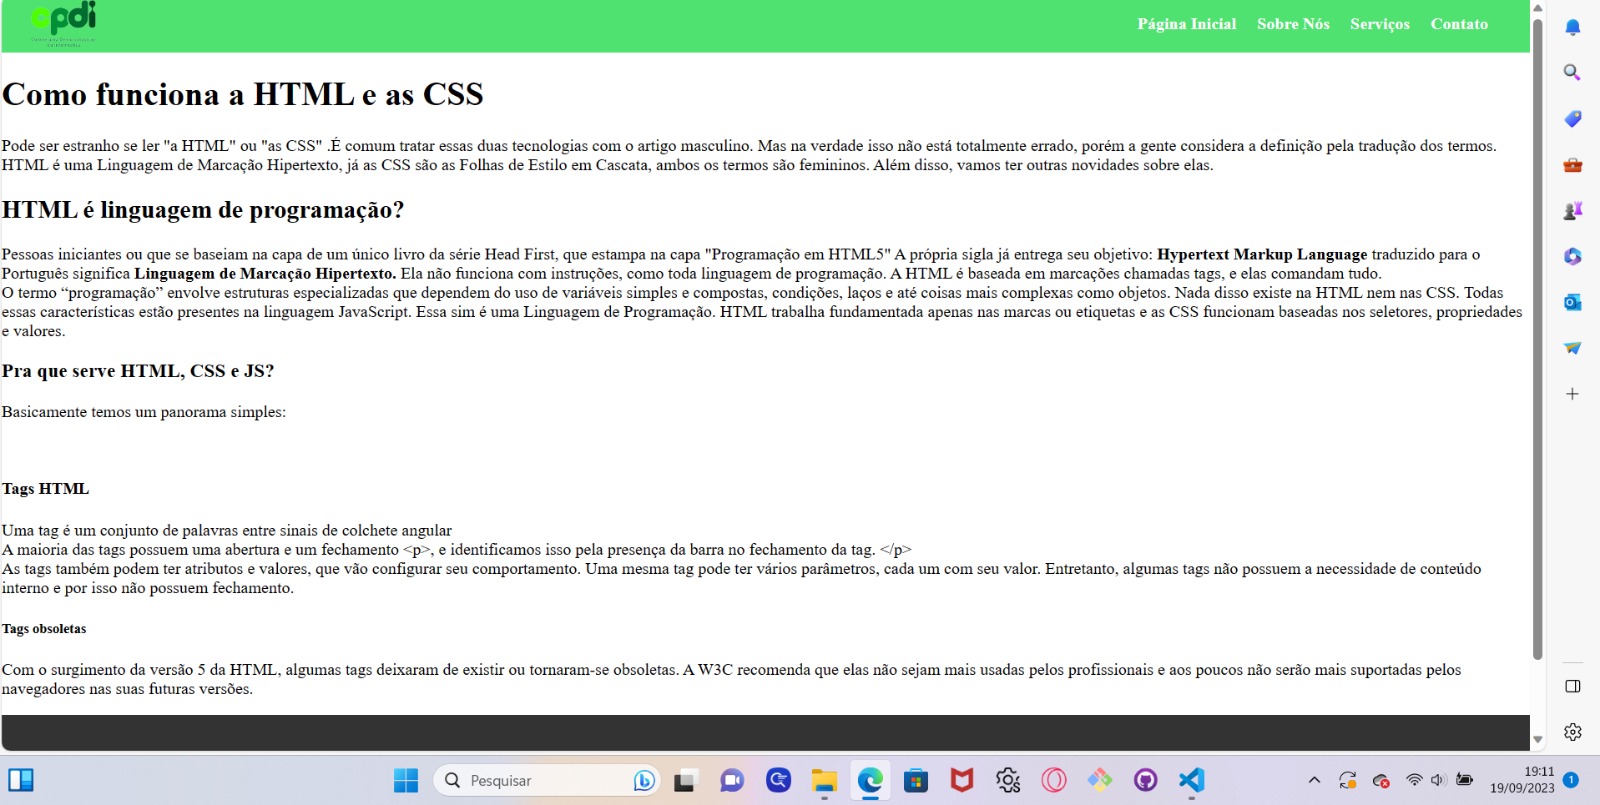 cpdi
Página Inicial Sobre Nós Serviços Contato
Como funciona a HTML e as CSS
Pode ser estranho se ler "a HTML" ou "as CSS" .É comum tratar essas duas tecnologias com o artigo masculino. Mas na verdade isso não está totalmente errado, porém a gente considera a definição pela tradução dos termos.
HTML é uma Linguagem de Marcação Hipertexto, já as CSS são as Folhas de Estilo em Cascata, ambos os termos são femininos. Além disso, vamos ter outras novidades sobre elas.
HTML é linguagem de programação?
Pessoas iniciantes ou que se baseiam na capa de um único livro da série Head First, que estampa na capa "Programação em HTML5" A própria sigla já entrega seu objetivo: Hypertext Markup Language traduzido para o
Português significa Linguagem de Marcação Hipertexto. Ela não funciona com instruções, como toda linguagem de programação. A HTML é baseada em marcações chamadas tags, e elas comandam tudo.
O termo “programação” envolve estruturas especializadas que dependem do uso de variáveis simples e compostas, condições, laços e até coisas mais complexas como objetos. Nada disso existe na HTML nem nas CSS. Todas
essas características estão presentes na linguagem JavaScript. Essa sim é uma Linguagem de Programação. HTML trabalha fundamentada apenas nas marcas ou etiquetas e as CSS funcionam baseadas nos seletores, propriedades
e valores.
Pra que serve HTML, CSS e JS?
Basicamente temos um panorama simples:
Tags HTML
Uma tag é um conjunto de palavras entre sinais de colchete angular
A maioria das tags possuem uma abertura e um fechamento <p>, e identificamos isso pela presença da barra no fechamento da tag. </p>
As tags também podem ter atributos e valores, que vão configurar seu comportamento. Uma mesma tag pode ter vários parâmetros, cada um com seu valor. Entretanto, algumas tags não possuem a necessidade de conteúdo
interno e por isso não possuem fechamento.
Tags obsoletas
Com o surgimento da versão 5 da HTML, algumas tags deixaram de existir ou tornaram-se obsoletas. A W3C recomenda que elas não sejam mais usadas pelos profissionais e aos poucos não serão mais suportadas pelos
navegadores nas suas futuras versões.
Pesquisar
19:11
19/09/2023
1